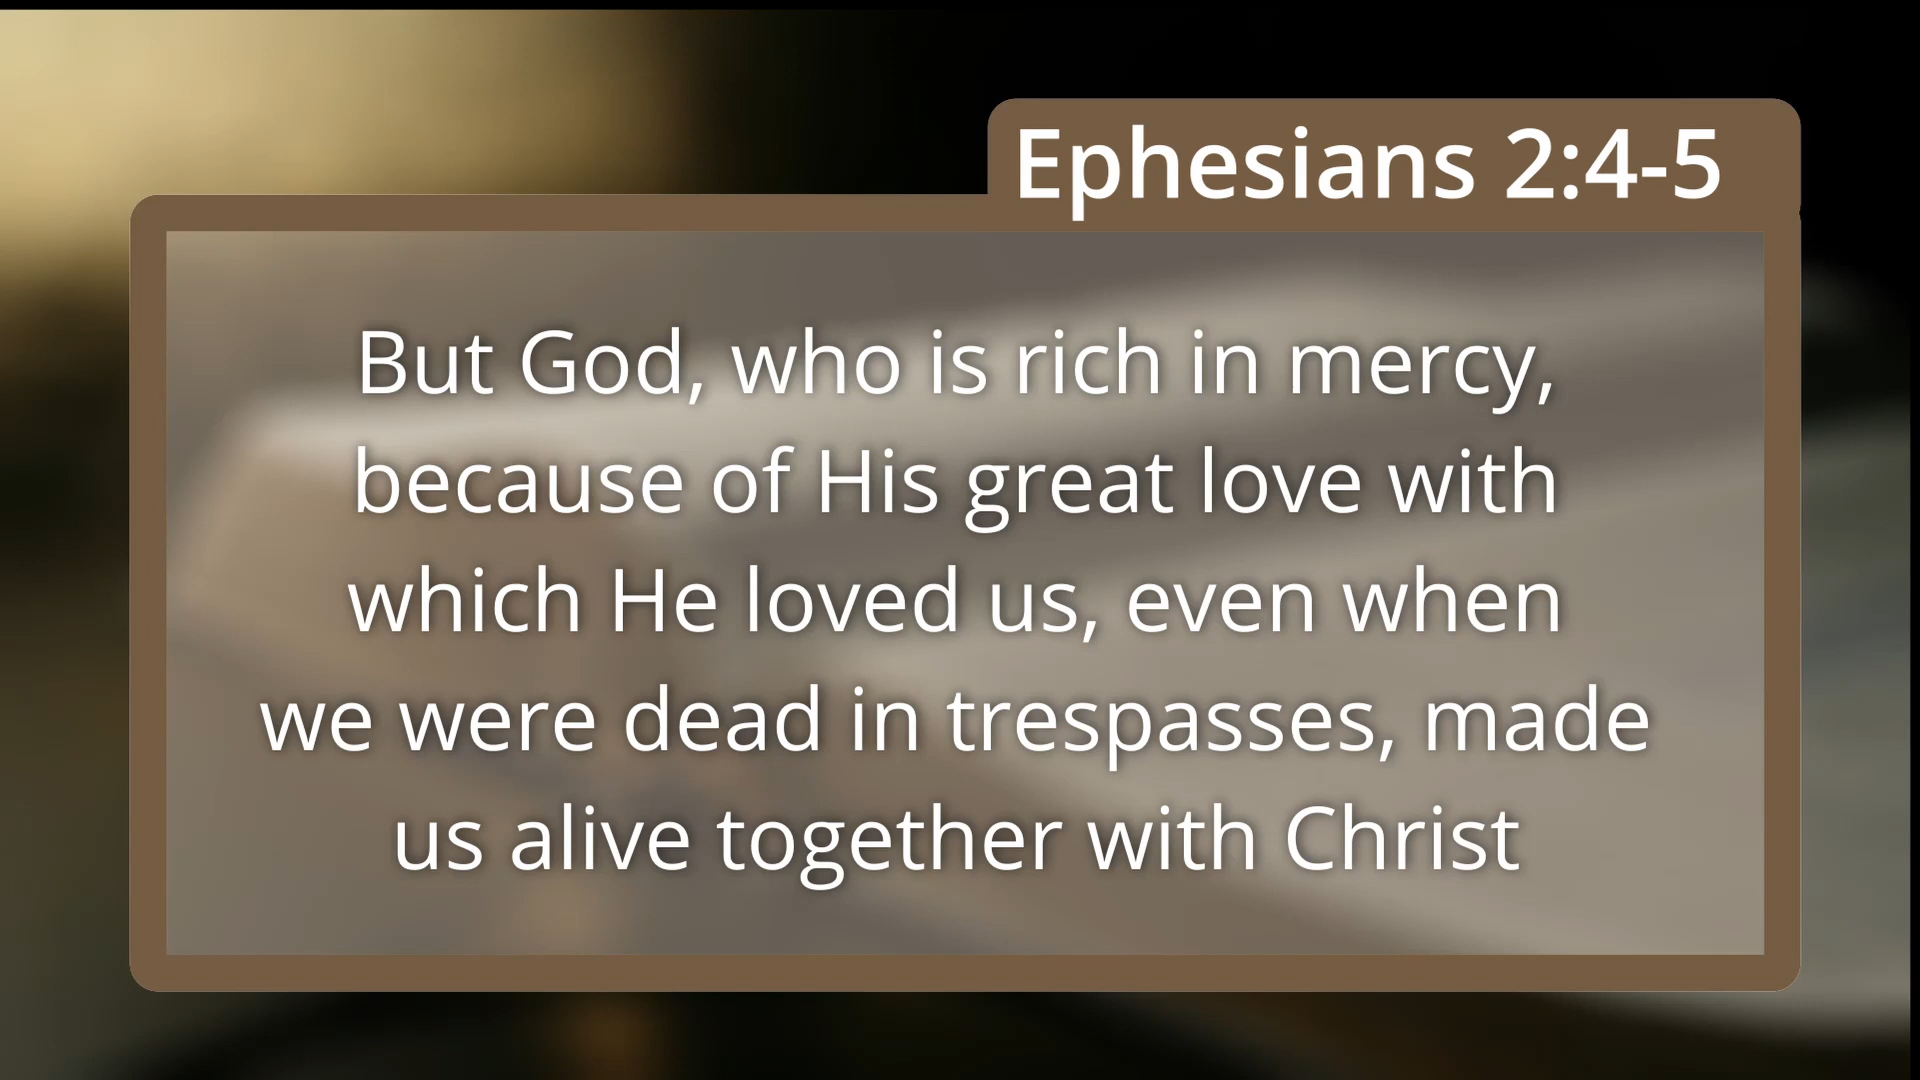 Ephesians 2:4-5
But God, who is rich in mercy,
because of His great love with
which He loved us, even when
we were dead in trespasses, made
us alive together with Christ